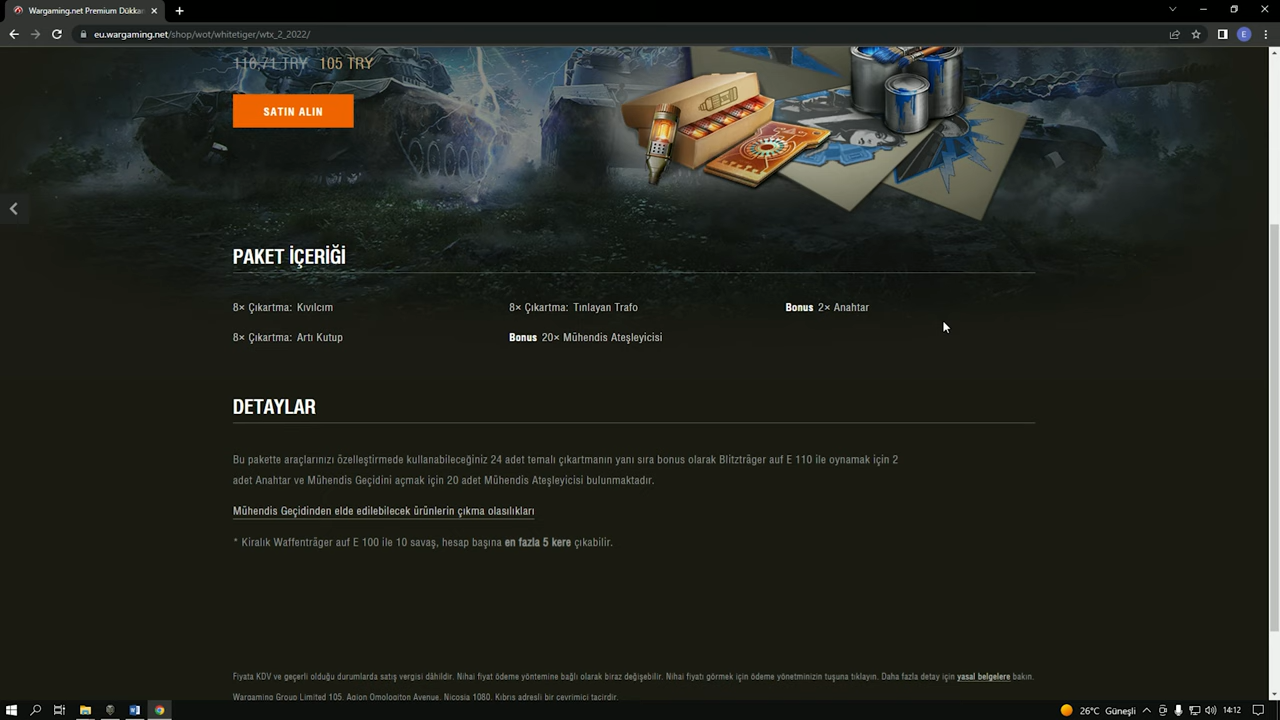 Wargaming.net Premium Dükka
eu.wargaming.net/shop/wot/whitetiger/wtx_2_2022/
E
116,71 TRY 105 TRY
SATIN ALIN
PAKET İÇERİĞİ
8× Çıkartma: Kıvılcım
8× Çıkartma: Tınlayan Trafo
Bonus 2× Anahtar
8× Çıkartma: Artı Kutup
Bonus 20× Mühendis Ateşleyicisi
DETAYLAR
Bu pakette araçlarınızı özelleştirmede kullanabileceğiniz 24 adet temalı çıkartmanın yanı sıra bonus olarak Blitzträger auf E 110 ile oynamak için 2
adet Anahtar ve Mühendis Geçidini açmak için 20 adet Mühendis Ateşleyicisi bulunmaktadır.
Mühendis Geçidinden elde edilebilecek ürünlerin çıkma olasılıkları
* Kiralık Waffenträger auf E 100 ile 10 savaş, hesap başına en fazla 5 kere çıkabilir.
Fiyata KDV ve geçerli olduğu durumlarda satış vergisi dâhildir. Nihai fiyat ödeme yöntemine bağlı olarak biraz değişebilir. Nihai fiyatı görmek için ödeme yönetminizin tuşuna tıklayın. Daha fazla detay için yasal belgelere bakın.
Wargaming Group Limited 105, Agion Omologiton Avenue, Nicosia 1080, Kıbrıs adresli bir çevrimiçi tacirdir.
26°C Güneşli
14:12